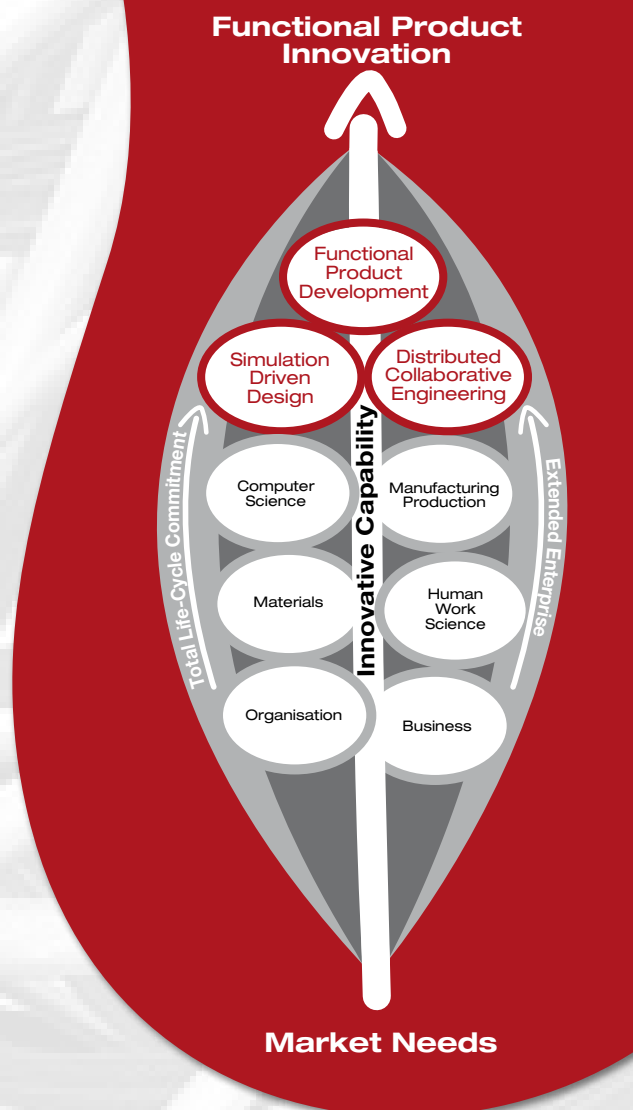 Functional Product
Innovation
Functional
Product
Development
Simulation
Driven
Design
Distributed
Collaborative
Engineering
Total Life-Cycle Commitment
Innovative Capability
Extended Enterprise
Computer
Science
Manufacturing
Production
Materials
Human
Work
Science
Organisation
Business
Market Needs